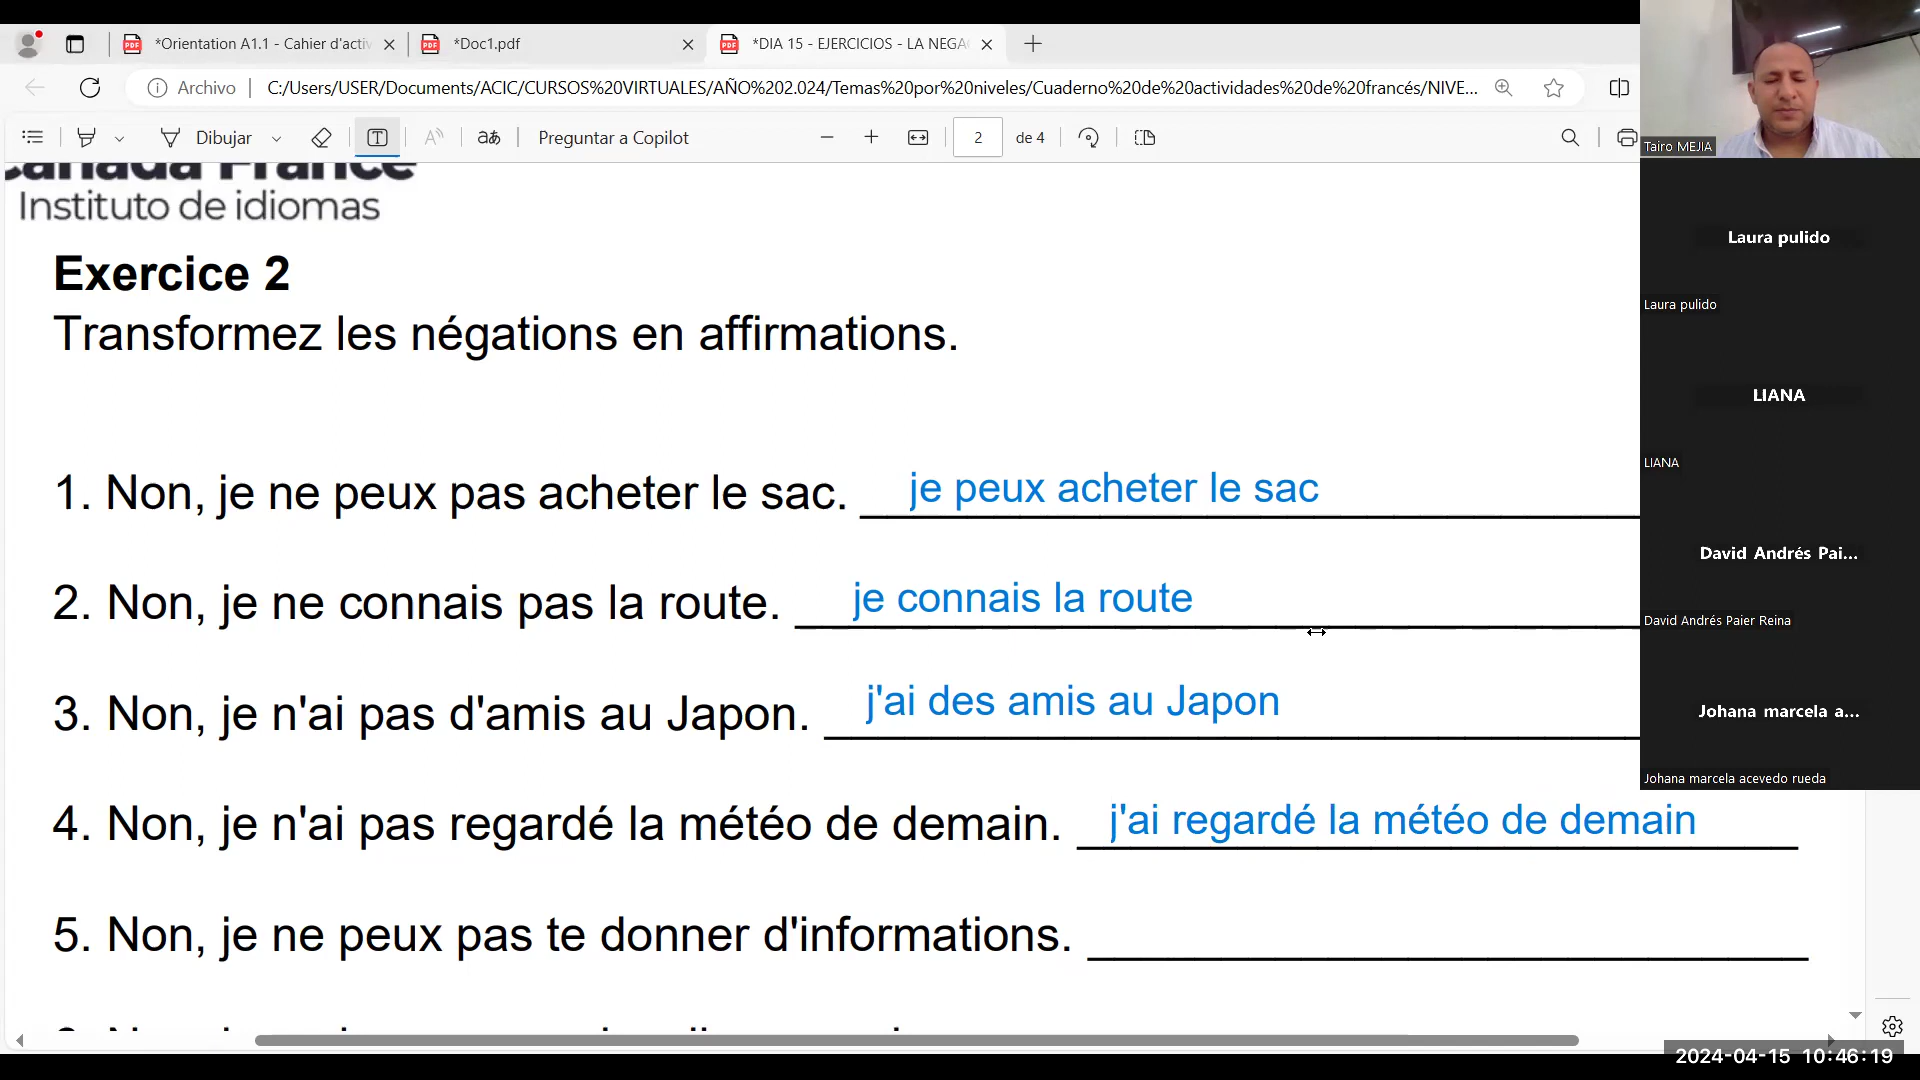 *Orientation A1.1 - Cahier d'activ
*Doc1.pdf
*DIA 15 - EJERCICIOS - LA NEGA
Archivo
C:/Users/USER/Documents/ACIC/CURSOS%20VIRTUALES/AÑO%202.024/Temas%20por%20niveles/Cuaderno%20de%20actividades%20de%20francés/NIVE...
Dibujar
Preguntar a Copilot
2 de 4
Canada France
Instituto de idiomas
Exercice 2
Transformez les négations en affirmations.
1. Non, je ne peux pas acheter le sac. je peux acheter le sac
2. Non, je ne connais pas la route. je connais la route
3. Non, je n'ai pas d'amis au Japon. j'ai des amis au Japon
4. Non, je n'ai pas regardé la météo de demain. j'ai regardé la météo de demain
5. Non, je ne peux pas te donner d'informations.
Tairo MEJIA
Laura pulido
Laura pulido
LIANA
LIANA
David Andrés Pai...
David Andrés Paier Reina
Johana marcela a...
Johana marcela acevedo rueda
2024-04-15 10:46:19